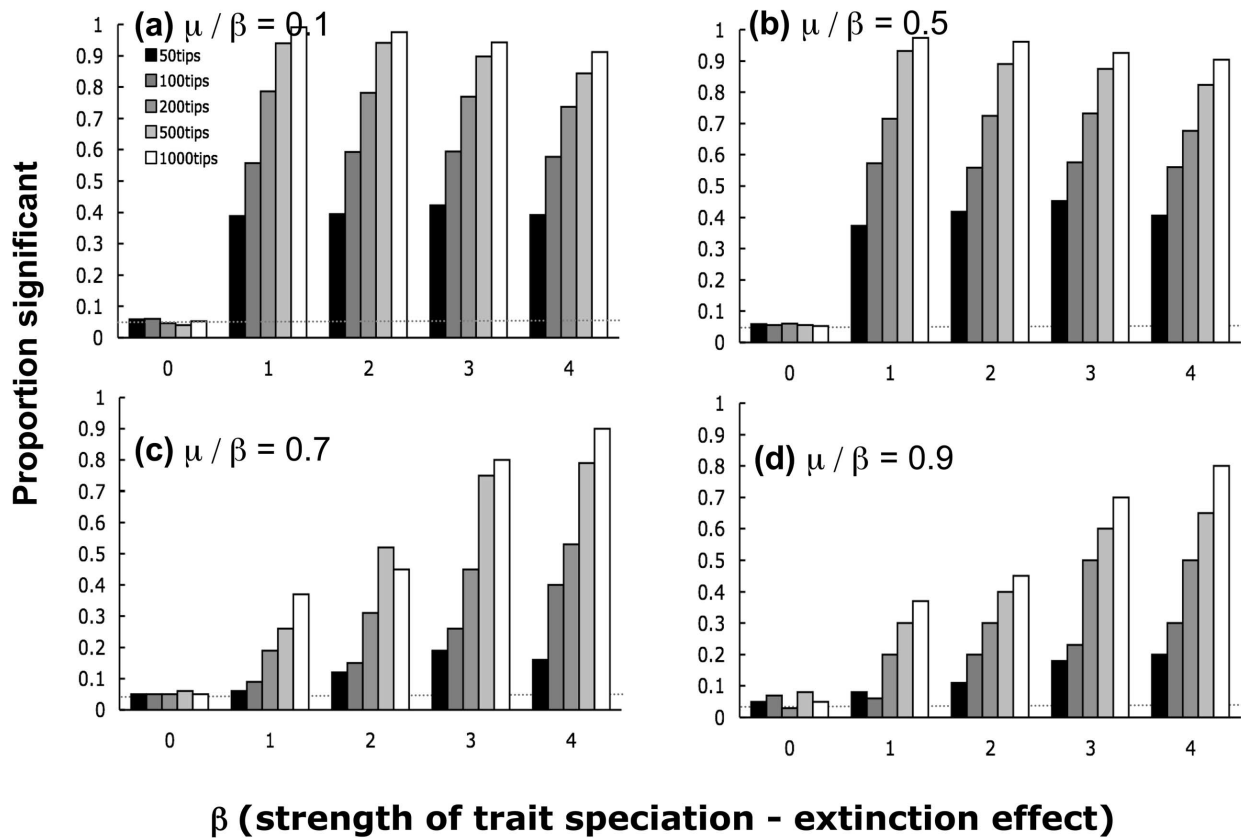 (a) μ / β = 0.1
1
0.9
0.8
0.7
0.6
0.5
0.4
0.3
0.2
0.1
0
50tips
100tips
200tips
500tips
1000tips
0 1 2 3 4
(b) μ / β = 0.5
1
0.9
0.8
0.7
0.6
0.5
0.4
0.3
0.2
0.1
0
0 1 2 3 4
Proportion significant
(c) μ / β = 0.7
1
0.9
0.8
0.7
0.6
0.5
0.4
0.3
0.2
0.1
0
0 1 2 3 4
(d) μ / β = 0.9
1
0.9
0.8
0.7
0.6
0.5
0.4
0.3
0.2
0.1
0
0 1 2 3 4
β (strength of trait speciation - extinction effect)